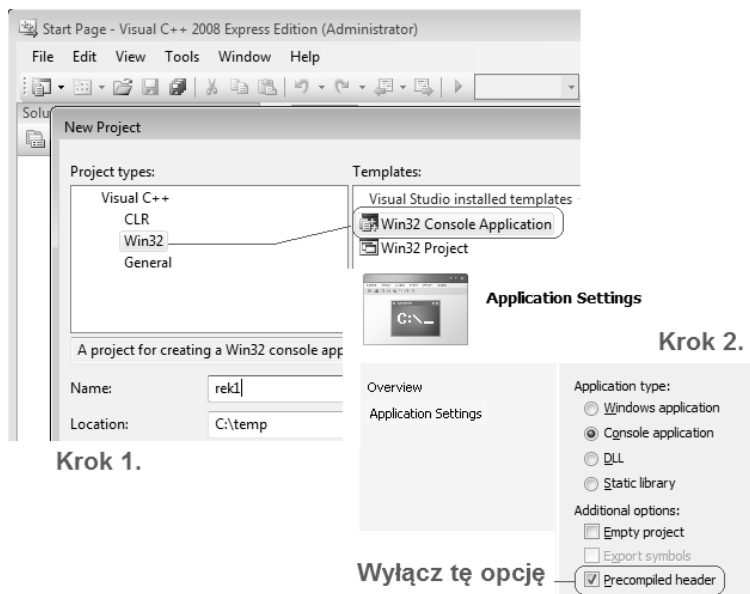 Start Page - Visual C++ 2008 Express Edition (Administrator)
File Edit View Tools Window Help
Solu
New Project
Project types:
Visual C++
CLR
Win32
General
Templates:
Visual Studio installed templates
Win32 Console Application
Win32 Project
A project for creating a Win32 console app
Name:
rek1
Location:
C:\temp
Krok 1.
C:\_
Application Settings
Krok 2.
Overview
Application Settings
Application type:
Windows application
Console application
DLL
Static library
Additional options:
Empty project
Export symbols
Precompiled header
Wyłącz tę opcję